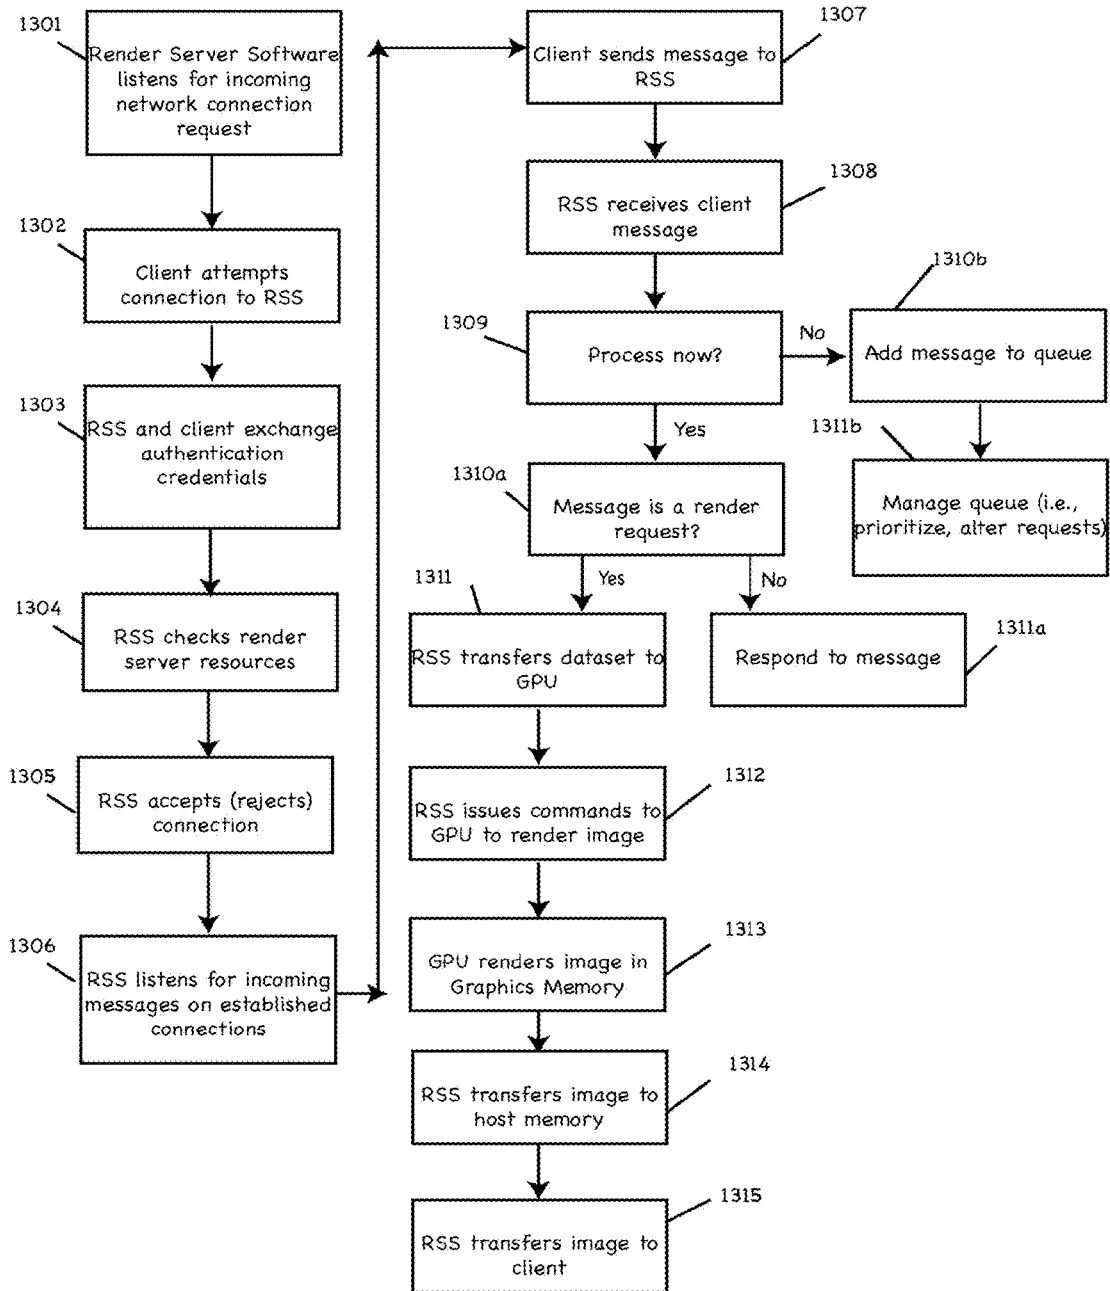 1301
Render Server Software
listens for incoming
network connection
request
1302
Client attempts
connection to RSS
1303
RSS and client exchange
authentication
credentials
1304
RSS checks render
server resources
1305
RSS accepts (rejects)
connection
1306
RSS listens for incoming
messages on established
connections
1307
Client sends message to
RSS
1308
RSS receives client
message
1309
Process now?
No
1310b
Add message to queue
1311b
Manage queue (i.e.,
prioritize, alter requests)
Yes
1310a
Message is a render
request?
Yes
No
1311
RSS transfers dataset to
GPU
1311a
Respond to message
1312
RSS issues commands to
GPU to render image
1313
GPU renders image in
Graphics Memory
1314
RSS transfers image to
host memory
1315
RSS transfers image to
client